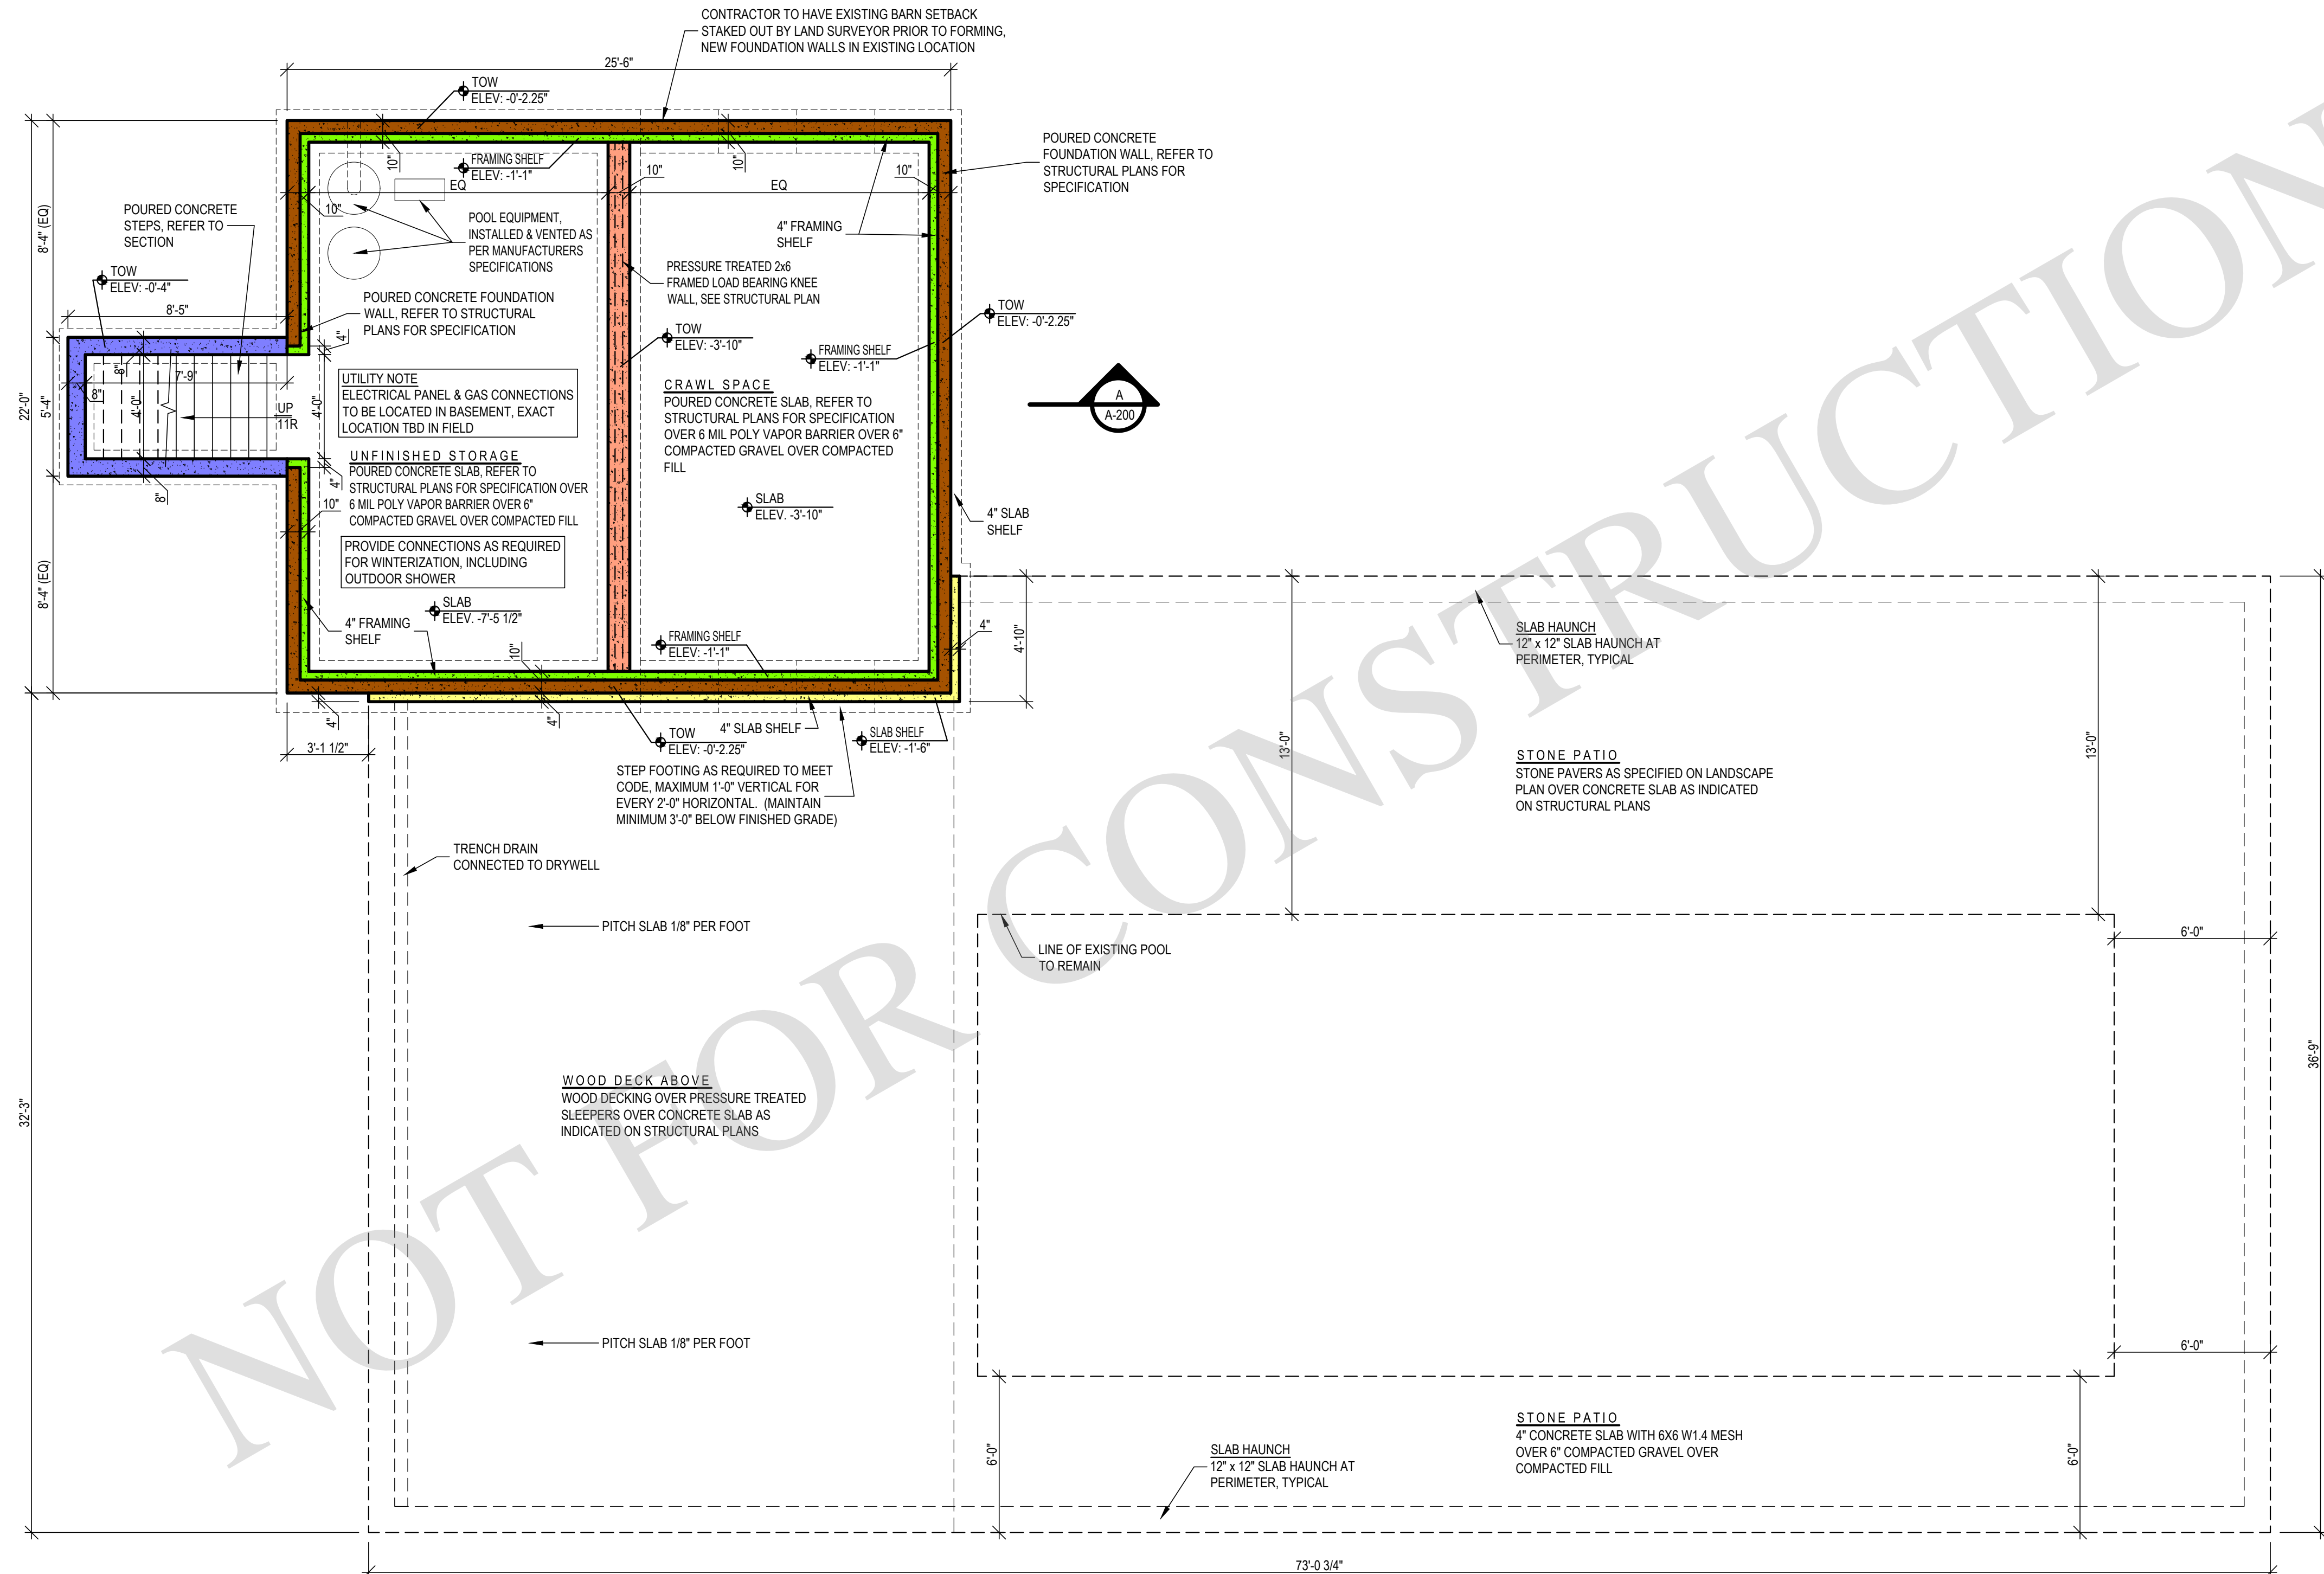 CONTRACTOR TO HAVE EXISTING BARN SETBACK
STAKED OUT BY LAND SURVEYOR PRIOR TO FORMING,
NEW FOUNDATION WALLS IN EXISTING LOCATION
25'-6"
TOW
ELEV: -0'-2.25"
POURED CONCRETE
FOUNDATION WALL, REFER TO
STRUCTURAL PLANS FOR
SPECIFICATION
FRAMING SHELF
ELEV: -1'-1"
10"
10"
10"
10"
EQ
EQ
10"
POURED CONCRETE
STEPS, REFER TO
SECTION
POOL EQUIPMENT,
INSTALLED & VENTED AS
PER MANUFACTURERS
SPECIFICATIONS
4" FRAMING
SHELF
8'-4" (EQ)
TOW
ELEV: -0'-4"
PRESSURE TREATED 2x6
FRAMED LOAD BEARING KNEE
WALL, SEE STRUCTURAL PLAN
8'-5"
POURED CONCRETE FOUNDATION
WALL, REFER TO STRUCTURAL
PLANS FOR SPECIFICATION
4"
TOW
ELEV: -0'-2.25"
TOW
ELEV: -3'-10"
FRAMING SHELF
ELEV: -1'-1"
8"
7'-9"
8"
4'-0"
UP
11R
4'-0"
22'-0"
5'-4"
UTILITY NOTE
ELECTRICAL PANEL & GAS CONNECTIONS
TO BE LOCATED IN BASEMENT, EXACT
LOCATION TBD IN FIELD
CRAWL SPACE
POURED CONCRETE SLAB, REFER TO
STRUCTURAL PLANS FOR SPECIFICATION
OVER 6 MIL POLY VAPOR BARRIER OVER 6"
COMPACTED GRAVEL OVER COMPACTED
FILL
A
A-200
UNFINISHED STORAGE
POURED CONCRETE SLAB, REFER TO
STRUCTURAL PLANS FOR SPECIFICATION OVER
6 MIL POLY VAPOR BARRIER OVER 6"
COMPACTED GRAVEL OVER COMPACTED FILL
4"
8"
10"
SLAB
ELEV. -3'-10"
4" SLAB
SHELF
PROVIDE CONNECTIONS AS REQUIRED
FOR WINTERIZATION, INCLUDING
OUTDOOR SHOWER
8'-4" (EQ)
SLAB
ELEV. -7'-5 1/2"
4" FRAMING
SHELF
10"
FRAMING SHELF
ELEV: -1'-1"
4"
4'-10"
SLAB HAUNCH
12" x 12" SLAB HAUNCH AT
PERIMETER, TYPICAL
4"
4"
4" SLAB SHELF
TOW
ELEV: -0'-2.25"
SLAB SHELF
ELEV: -1'-6"
3'-1 1/2"
STEP FOOTING AS REQUIRED TO MEET
CODE, MAXIMUM 1'-0" VERTICAL FOR
EVERY 2'-0" HORIZONTAL. (MAINTAIN
MINIMUM 3'-0" BELOW FINISHED GRADE)
13'-0"
13'-0"
STONE PATIO
STONE PAVERS AS SPECIFIED ON LANDSCAPE
PLAN OVER CONCRETE SLAB AS INDICATED
ON STRUCTURAL PLANS
TRENCH DRAIN
CONNECTED TO DRYWELL
PITCH SLAB 1/8" PER FOOT
LINE OF EXISTING POOL
TO REMAIN
6'-0"
36'-9"
32'-3"
WOOD DECK ABOVE
WOOD DECKING OVER PRESSURE TREATED
SLEEPERS OVER CONCRETE SLAB AS
INDICATED ON STRUCTURAL PLANS
PITCH SLAB 1/8" PER FOOT
6'-0"
6'-0"
SLAB HAUNCH
12" x 12" SLAB HAUNCH AT
PERIMETER, TYPICAL
STONE PATIO
4" CONCRETE SLAB WITH 6X6 W1.4 MESH
OVER 6" COMPACTED GRAVEL OVER
COMPACTED FILL
6'-0"
73'-0 3/4"
NOT FOR CONSTRUCTION